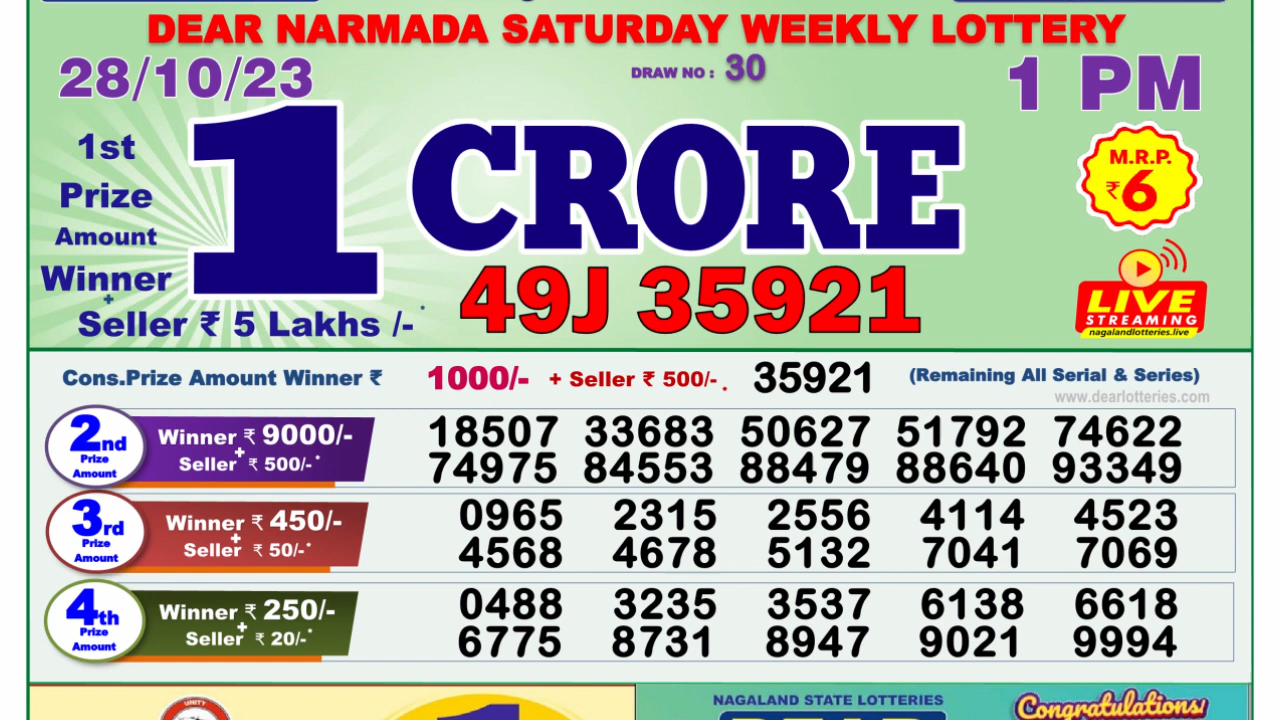 DEAR NARMADA SATURDAY WEEKLY LOTTERY
28/10/23
DRAW NO : 30
1 PM
1st
Prize
Amount
Winner
+
Seller ₹ 5 Lakhs /- *
1 CRORE
49J 35921
M.R.P.
₹6
LIVE
STREAMING
nagalandlotteries.live
Cons.Prize Amount Winner ₹ 1000/- + Seller ₹ 500/- . 35921 (Remaining All Serial & Series)
www.dearlotteries.com
2nd
Prize
Amount
Winner ₹ 9000/-
+
Seller ₹ 500/- *
18507 33683 50627 51792 74622
74975 84553 88479 88640 93349
3rd
Prize
Amount
Winner ₹ 450/-
+
Seller ₹ 50/- *
0965 2315 2556 4114 4523
4568 4678 5132 7041 7069
4th
Prize
Amount
Winner ₹ 250/-
+
Seller ₹ 20/- *
0488 3235 3537 6138 6618
6775 8731 8947 9021 9994
UNITY
1
NAGALAND STATE LOTTERIES
DEAR
Congratulations!